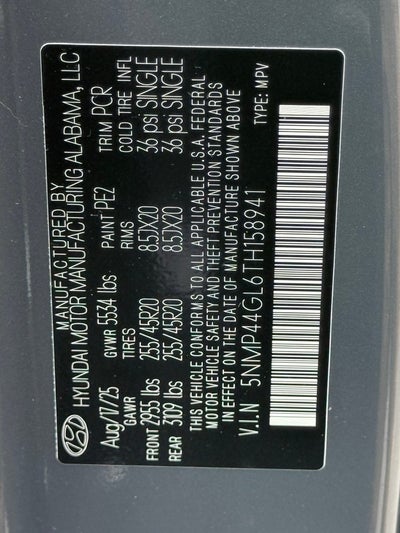 MANUFACTURED BY
HYUNDAI MOTOR MANUFACTURING ALABAMA, LLC
Aug/17/25 GVWR 5534 lbs PAINT PE2 TRIM PCR
GAWR TIRES RIMS COLD TIRE INFL
FRONT 2955 lbs 255/45R20 8.5JX20 36 psi SINGLE
REAR 3109 lbs 255/45R20 8.5JX20 36 psi SINGLE
THIS VEHICLE CONFORMS TO ALL APPLICABLE U.S.A. FEDERAL
MOTOR VEHICLE SAFETY AND THEFT PREVENTION STANDARDS
IN EFFECT ON THE DATE OF MANUFACTURE SHOWN ABOVE
V.I.N 5NMP44GL6TH158941 TYPE: MPV